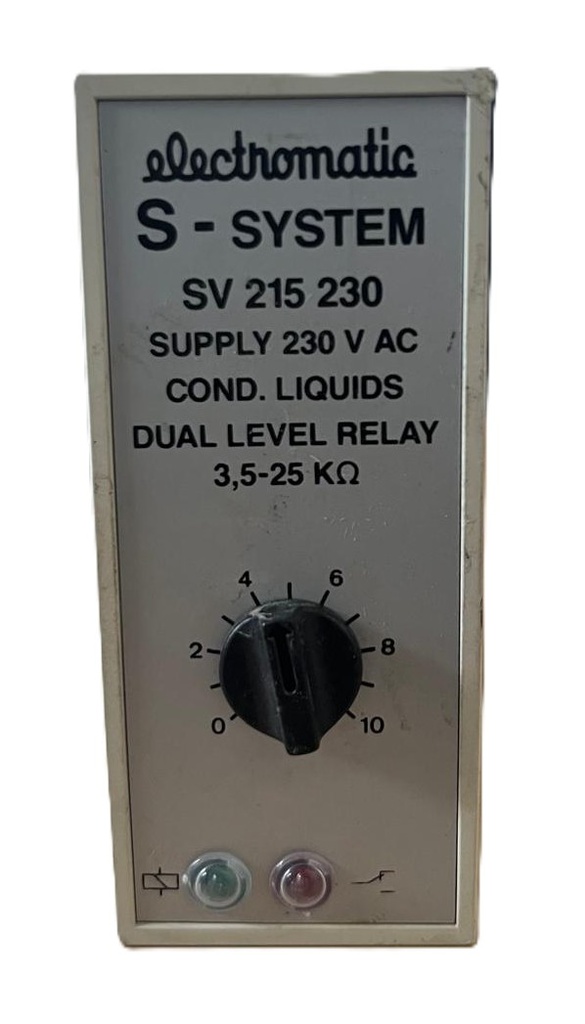 electromatic
S - SYSTEM
SV 215 230
SUPPLY 230 V AC
COND. LIQUIDS
DUAL LEVEL RELAY
3,5-25 KΩ
4 6
2 8
0 10